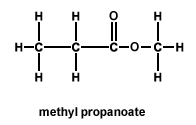 H H O H
H-C-C-C-O-C-H
H H H
methyl propanoate